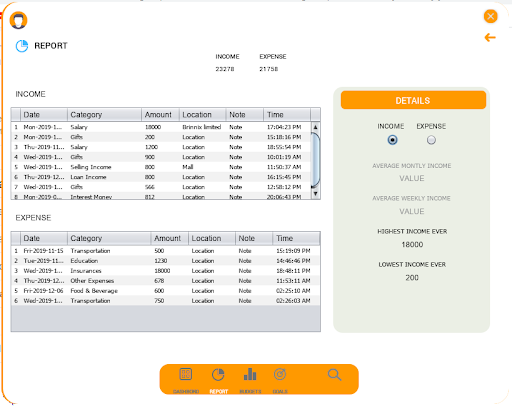 REPORT
INCOME EXPENSE
23278 21758
INCOME
Date Category Amount Location Note Time
1 Mon-2019-1... Salary 18000 Brinnix limited Note 17:04:23 PM
2 Mon-2019-0... Gifts 200 Location Note 15:18:16 PM
3 Thu-2019-11... Salary 1200 Location Note 18:55:54 PM
4 Wed-2019-1... Gifts 900 Location Note 10:01:19 AM
5 Wed-2019-1... Selling Income 800 Mall Note 11:50:37 AM
6 Thu-2019-12... Loan Income 800 Location Note 16:15:45 PM
7 Wed-2019-1... Gifts 566 Location Note 12:58:12 PM
8 Mon-2019-0... Interest Money 812 Location Note 20:06:43 PM
EXPENSE
Date Category Amount Location Note Time
1 Fri-2019-11-15 Transportation 500 Location Note 15:19:09 PM
2 Tue-2019-11... Education 1230 Location Note 14:46:46 PM
3 Wed-2019-1... Insurances 18000 Location Note 18:48:11 PM
4 Thu-2019-12... Other Expenses 678 Location Note 11:53:11 AM
5 Fri-2019-12-06 Food & Beverage 600 Location Note 02:25:10 AM
6 Wed-2019-1... Transportation 750 Location Note 02:26:03 AM
DETAILS
INCOME EXPENSE
AVERAGE MONTLY INCOME
VALUE
AVERAGE WEEKLY INCOME
VALUE
HIGHEST INCOME EVER
18000
LOWEST INCOME EVER
200
DASHBORD REPORT BUDGETS GOALS